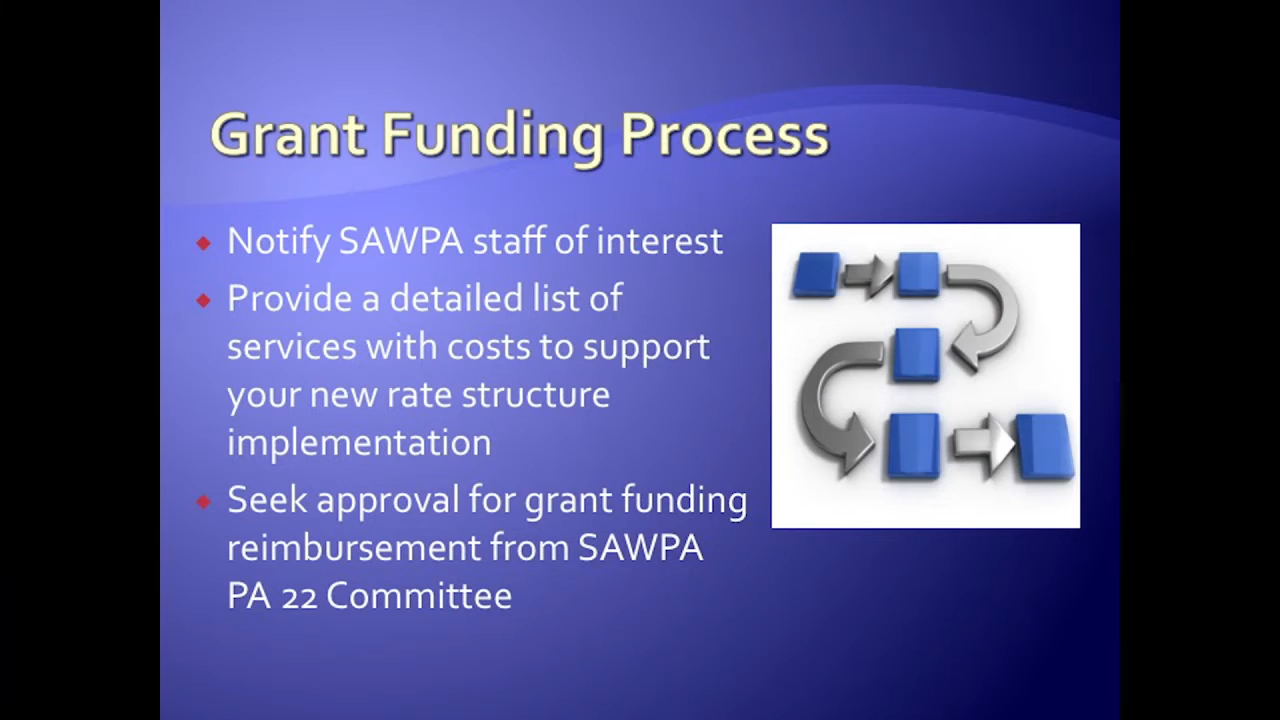 Grant Funding Process
Notify SAWPA staff of interest
Provide a detailed list of
services with costs to support
your new rate structure
implementation
Seek approval for grant funding
reimbursement from SAWPA
PA 22 Committee